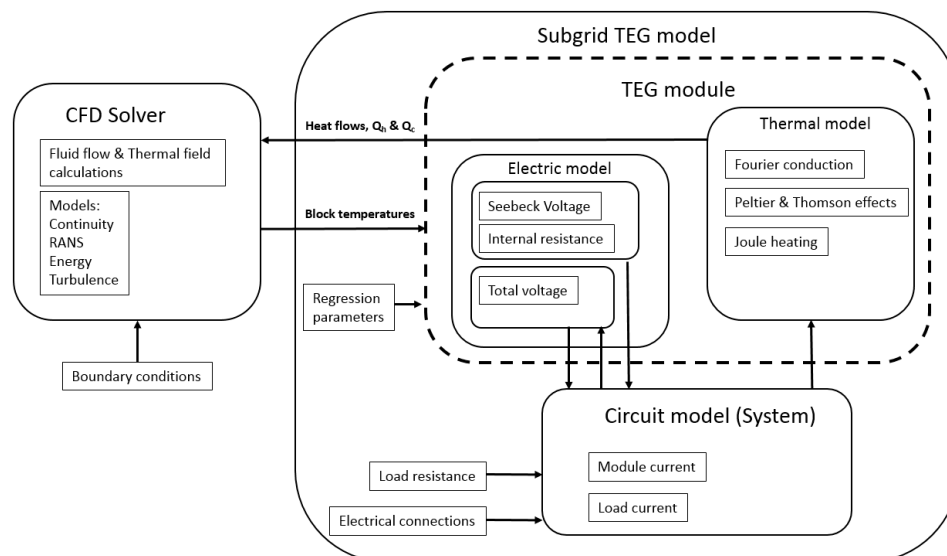 Subgrid TEG model
TEG module
CFD Solver
Heat flows, Qh & Qc
Thermal model
Fluid flow & Thermal field
calculations
Electric model
Fourier conduction
Models:
Continuity
RANS
Energy
Turbulence
Block temperatures
Seebeck Voltage
Peltier & Thomson effects
Internal resistance
Joule heating
Regression
parameters
Total voltage
Boundary conditions
Circuit model (System)
Load resistance
Module current
Load current
Electrical connections